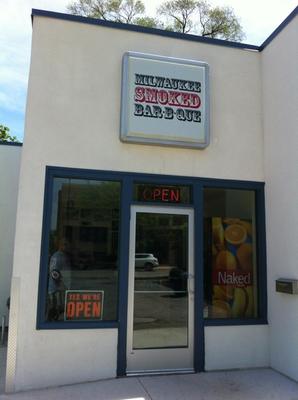 MILWAUKEE
SMOKED
BAR-B-QUE
OPEN
Naked
YES WE'RE
OPEN